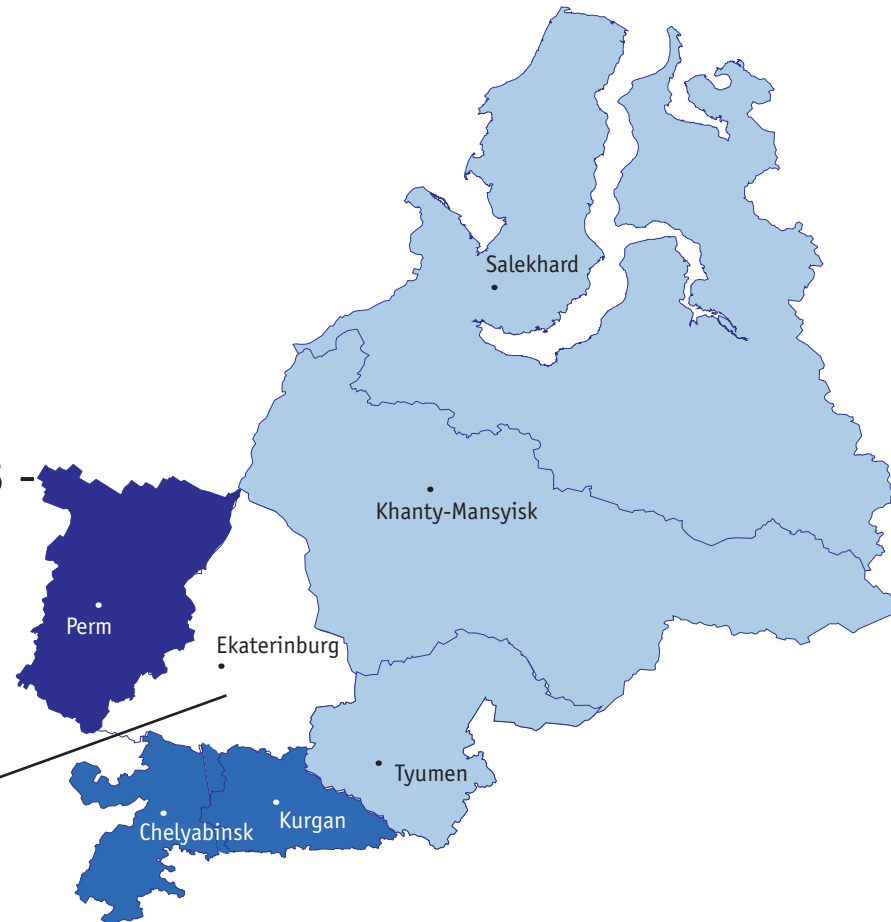 Salekhard
Khanty-Mansyisk
Perm
Ekaterinburg
Tyumen
Kurgan
Chelyabinsk